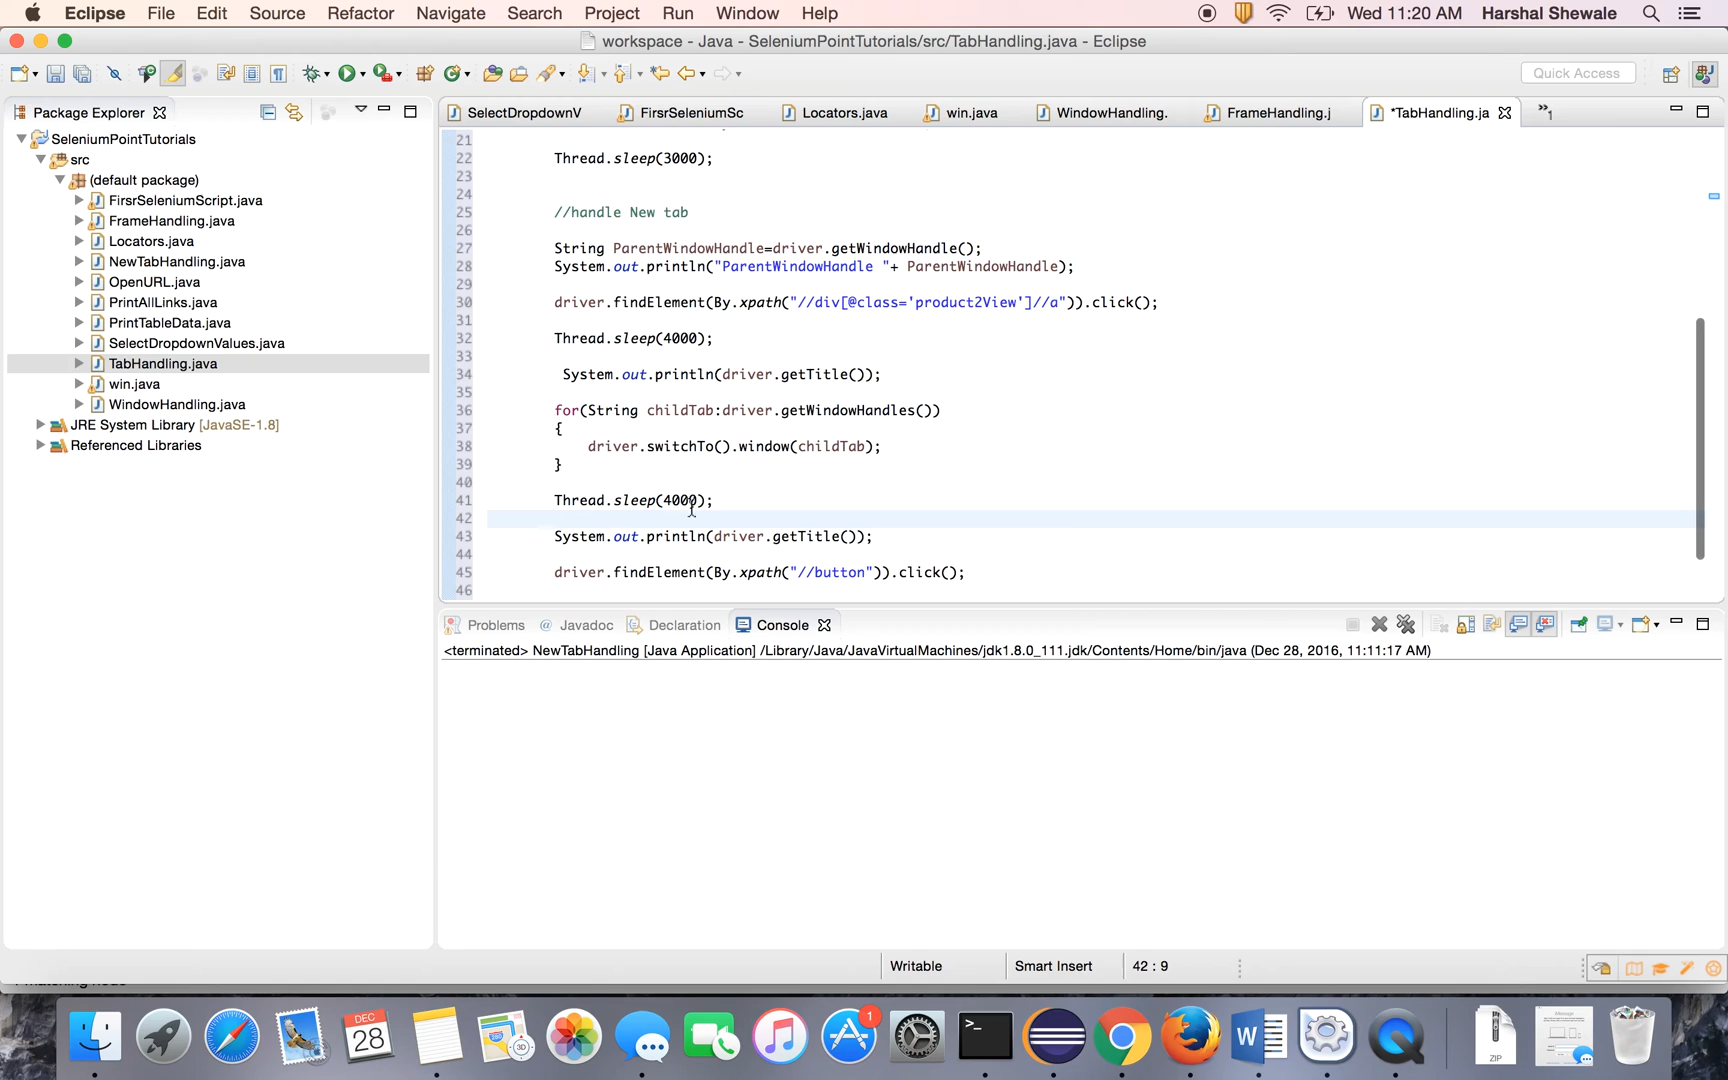 Eclipse File Edit Source Refactor Navigate Search Project Run Window Help Wed 11:20 AM Harshal Shewale
workspace - Java - SeleniumPointTutorials/src/TabHandling.java - Eclipse
Quick Access
Package Explorer
SelectDropdownV FirsrSeleniumSc Locators.java win.java WindowHandling. FrameHandling.j *TabHandling.ja »1
SeleniumPointTutorials
src
(default package)
FirsrSeleniumScript.java
FrameHandling.java
Locators.java
NewTabHandling.java
OpenURL.java
PrintAllLinks.java
PrintTableData.java
SelectDropdownValues.java
TabHandling.java
win.java
WindowHandling.java
JRE System Library [JavaSE-1.8]
Referenced Libraries
21
22 Thread.sleep(3000);
23
24
25 //handle New tab
26
27 String ParentWindowHandle=driver.getWindowHandle();
28 System.out.println("ParentWindowHandle "+ ParentWindowHandle);
29
30 driver.findElement(By.xpath("//div[@class='product2View']//a")).click();
31
32 Thread.sleep(4000);
33
34 System.out.println(driver.getTitle());
35
36 for(String childTab:driver.getWindowHandles())
37 {
38 driver.switchTo().window(childTab);
39 }
40
41 Thread.sleep(4000);
42
43 System.out.println(driver.getTitle());
44
45 driver.findElement(By.xpath("//button")).click();
46
Problems @ Javadoc Declaration Console
<terminated> NewTabHandling [Java Application] /Library/Java/JavaVirtualMachines/jdk1.8.0_111.jdk/Contents/Home/bin/java (Dec 28, 2016, 11:11:17 AM)
Writable Smart Insert 42 : 9
DEC
28
3D
1
ZIP